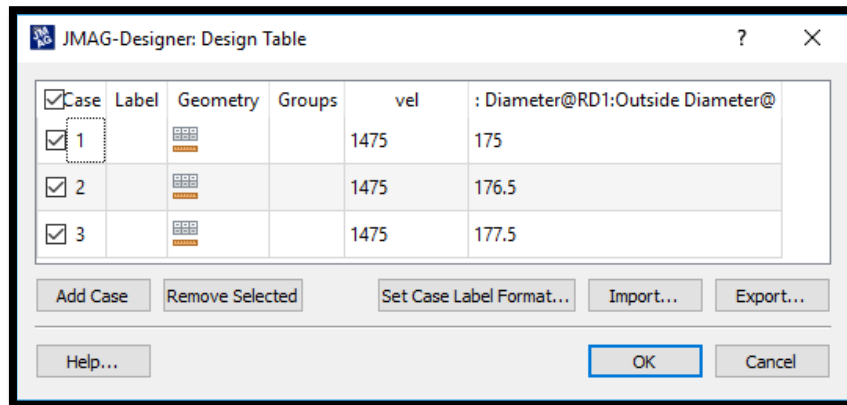 JMAG-Designer: Design Table ? ×
Case Label Geometry Groups vel : Diameter@RD1:Outside Diameter@
1 1475 175
2 1475 176.5
3 1475 177.5
Add Case Remove Selected Set Case Label Format... Import... Export...
Help... OK Cancel